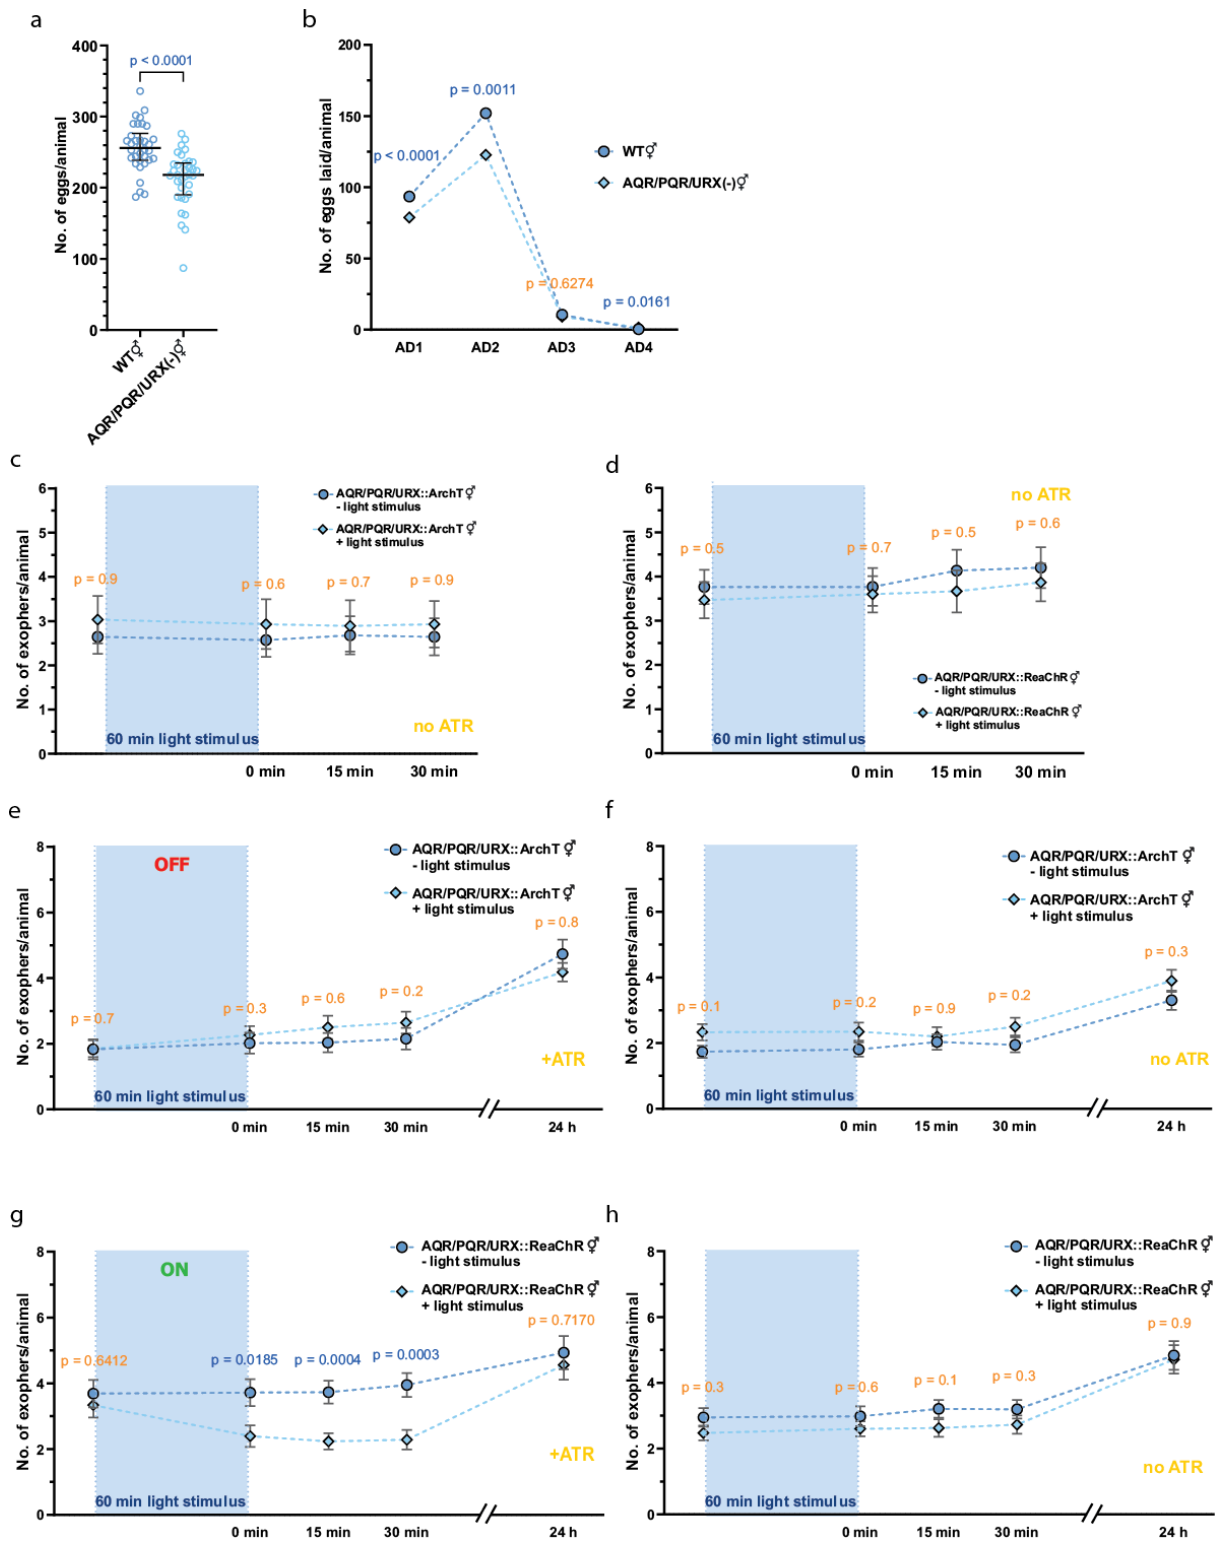 a
No. of eggs/animal
400
300
200
100
0
p < 0.0001
WT⚥
AQR/PQR/URX(-)⚥
b
No. of eggs laid/animal
200
150
100
50
0
p < 0.0001
p = 0.0011
p = 0.6274
p = 0.0161
AD1
AD2
AD3
AD4
WT⚥
AQR/PQR/URX(-)⚥
c
No. of exophers/animal
6
5
4
3
2
1
0
AQR/PQR/URX::ArchT⚥
- light stimulus
AQR/PQR/URX::ArchT⚥
+ light stimulus
p = 0.9
p = 0.6
p = 0.7
p = 0.9
no ATR
60 min light stimulus
0 min
15 min
30 min
d
No. of exophers/animal
6
5
4
3
2
1
0
no ATR
p = 0.5
p = 0.7
p = 0.5
p = 0.6
AQR/PQR/URX::ReaChR⚥
- light stimulus
AQR/PQR/URX::ReaChR⚥
+ light stimulus
60 min light stimulus
0 min
15 min
30 min
e
No. of exophers/animal
8
6
4
2
0
OFF
AQR/PQR/URX::ArchT⚥
- light stimulus
AQR/PQR/URX::ArchT⚥
+ light stimulus
p = 0.7
p = 0.3
p = 0.6
p = 0.2
p = 0.8
+ATR
60 min light stimulus
0 min
15 min
30 min
24 h
f
No. of exophers/animal
8
6
4
2
0
AQR/PQR/URX::ArchT⚥
- light stimulus
AQR/PQR/URX::ArchT⚥
+ light stimulus
p = 0.1
p = 0.2
p = 0.9
p = 0.2
p = 0.3
no ATR
60 min light stimulus
0 min
15 min
30 min
24 h
g
No. of exophers/animal
8
6
4
2
0
ON
AQR/PQR/URX::ReaChR⚥
- light stimulus
AQR/PQR/URX::ReaChR⚥
+ light stimulus
p = 0.6412
p = 0.0185
p = 0.0004
p = 0.0003
p = 0.7170
+ATR
60 min light stimulus
0 min
15 min
30 min
24 h
h
No. of exophers/animal
8
6
4
2
0
AQR/PQR/URX::ReaChR⚥
- light stimulus
AQR/PQR/URX::ReaChR⚥
+ light stimulus
p = 0.3
p = 0.6
p = 0.1
p = 0.3
p = 0.9
no ATR
60 min light stimulus
0 min
15 min
30 min
24 h